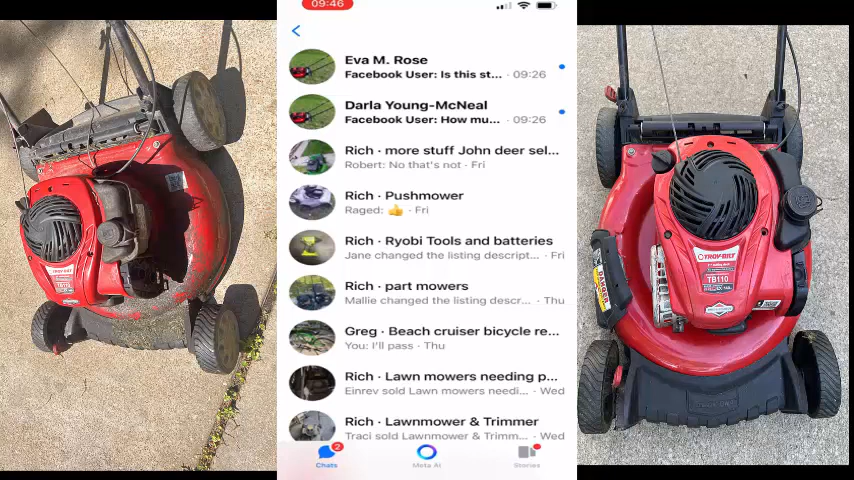 09:46
Eva M. Rose
Facebook User: Is this st... · 09:26
Darla Young-McNeal
Facebook User: How mu... · 09:26
Rich · more stuff John deer sel...
Robert: No that's not · Fri
Rich · Pushmower
Raged: 👍 · Fri
Rich · Ryobi Tools and batteries
Jane changed the listing descript... · Fri
Rich · part mowers
Mallie changed the listing descr... · Thu
Greg · Beach cruiser bicycle re...
You: I'll pass · Thu
Rich · Lawn mowers needing p...
Einrev sold Lawn mowers needi... · Wed
Rich · Lawnmower & Trimmer
Traci sold Lawnmower & Trimm... · Wed
2
Chats
Meta AI
Stories
DANGER
TROY-BILT
TB110